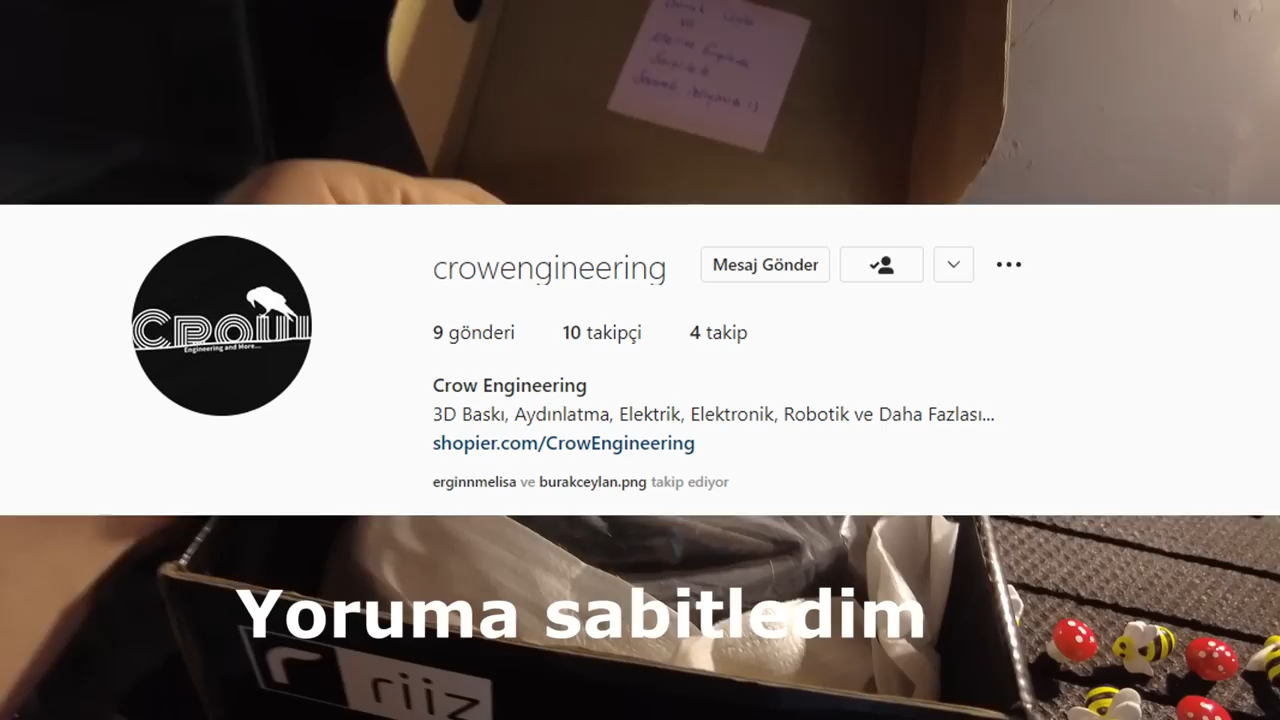 crowengineering
Mesaj Gönder
9 gönderi 10 takipçi 4 takip
CROW
Engineering and More...
Crow Engineering
3D Baskı, Aydınlatma, Elektrik, Elektronik, Robotik ve Daha Fazlası...
shopier.com/CrowEngineering
erginnmelisa ve burakceylan.png takip ediyor
Yoruma sabitledim
r riiz